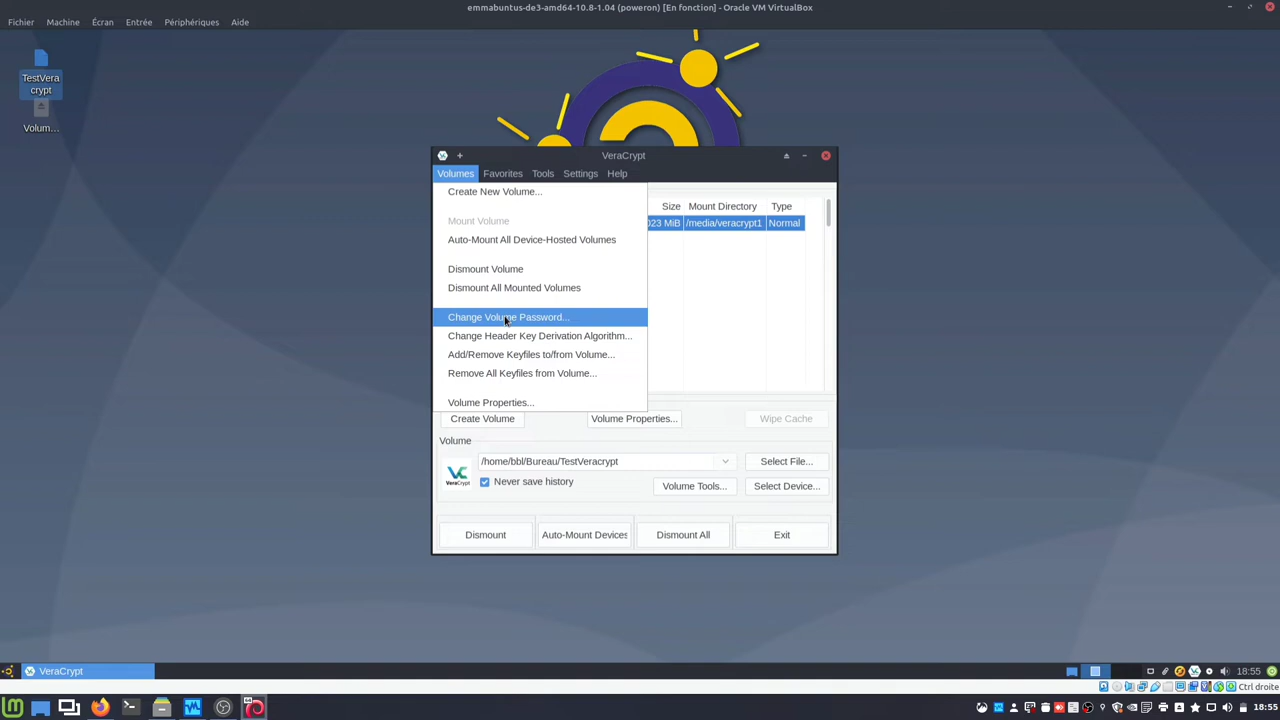 emmabuntus-de3-amd64-10.8-1.04 (poweron) [En fonction] - Oracle VM VirtualBox
Fichier Machine Écran Entrée Périphériques Aide
TestVera
crypt
Volum...
VeraCrypt
Volumes Favorites Tools Settings Help
Create New Volume...
Size Mount Directory Type
Mount Volume
023 MiB /media/veracrypt1 Normal
Auto-Mount All Device-Hosted Volumes
Dismount Volume
Dismount All Mounted Volumes
Change Volume Password...
Change Header Key Derivation Algorithm...
Add/Remove Keyfiles to/from Volume...
Remove All Keyfiles from Volume...
Volume Properties...
Create Volume Volume Properties... Wipe Cache
Volume
/home/bbl/Bureau/TestVeracrypt Select File...
VeraCrypt
Never save history Volume Tools... Select Device...
Dismount Auto-Mount Devices Dismount All Exit
VeraCrypt 18:55
Ctrl droite
18:55